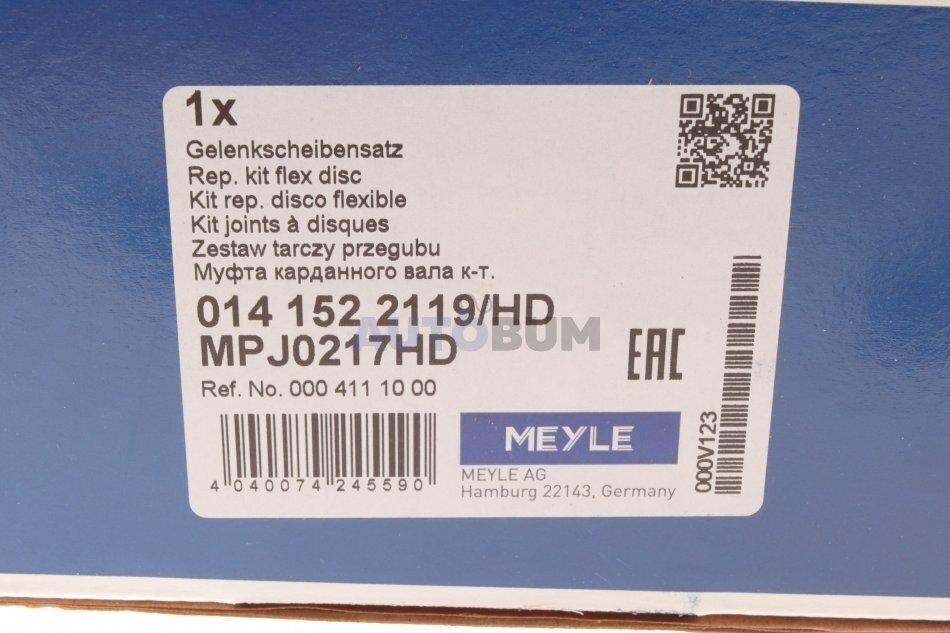 1x
Gelenkscheibensatz
Rep. kit flex disc
Kit rep. disco flexible
Kit joints à disques
Zestaw tarczy przegubu
Муфта карданного вала к-т.
014 152 2119/HD
AUTOBUM
MPJ0217HD
EAC
Ref. No. 000 411 10 00
MEYLE
MEYLE AG
Hamburg 22143, Germany
4 040074 245590
000V123